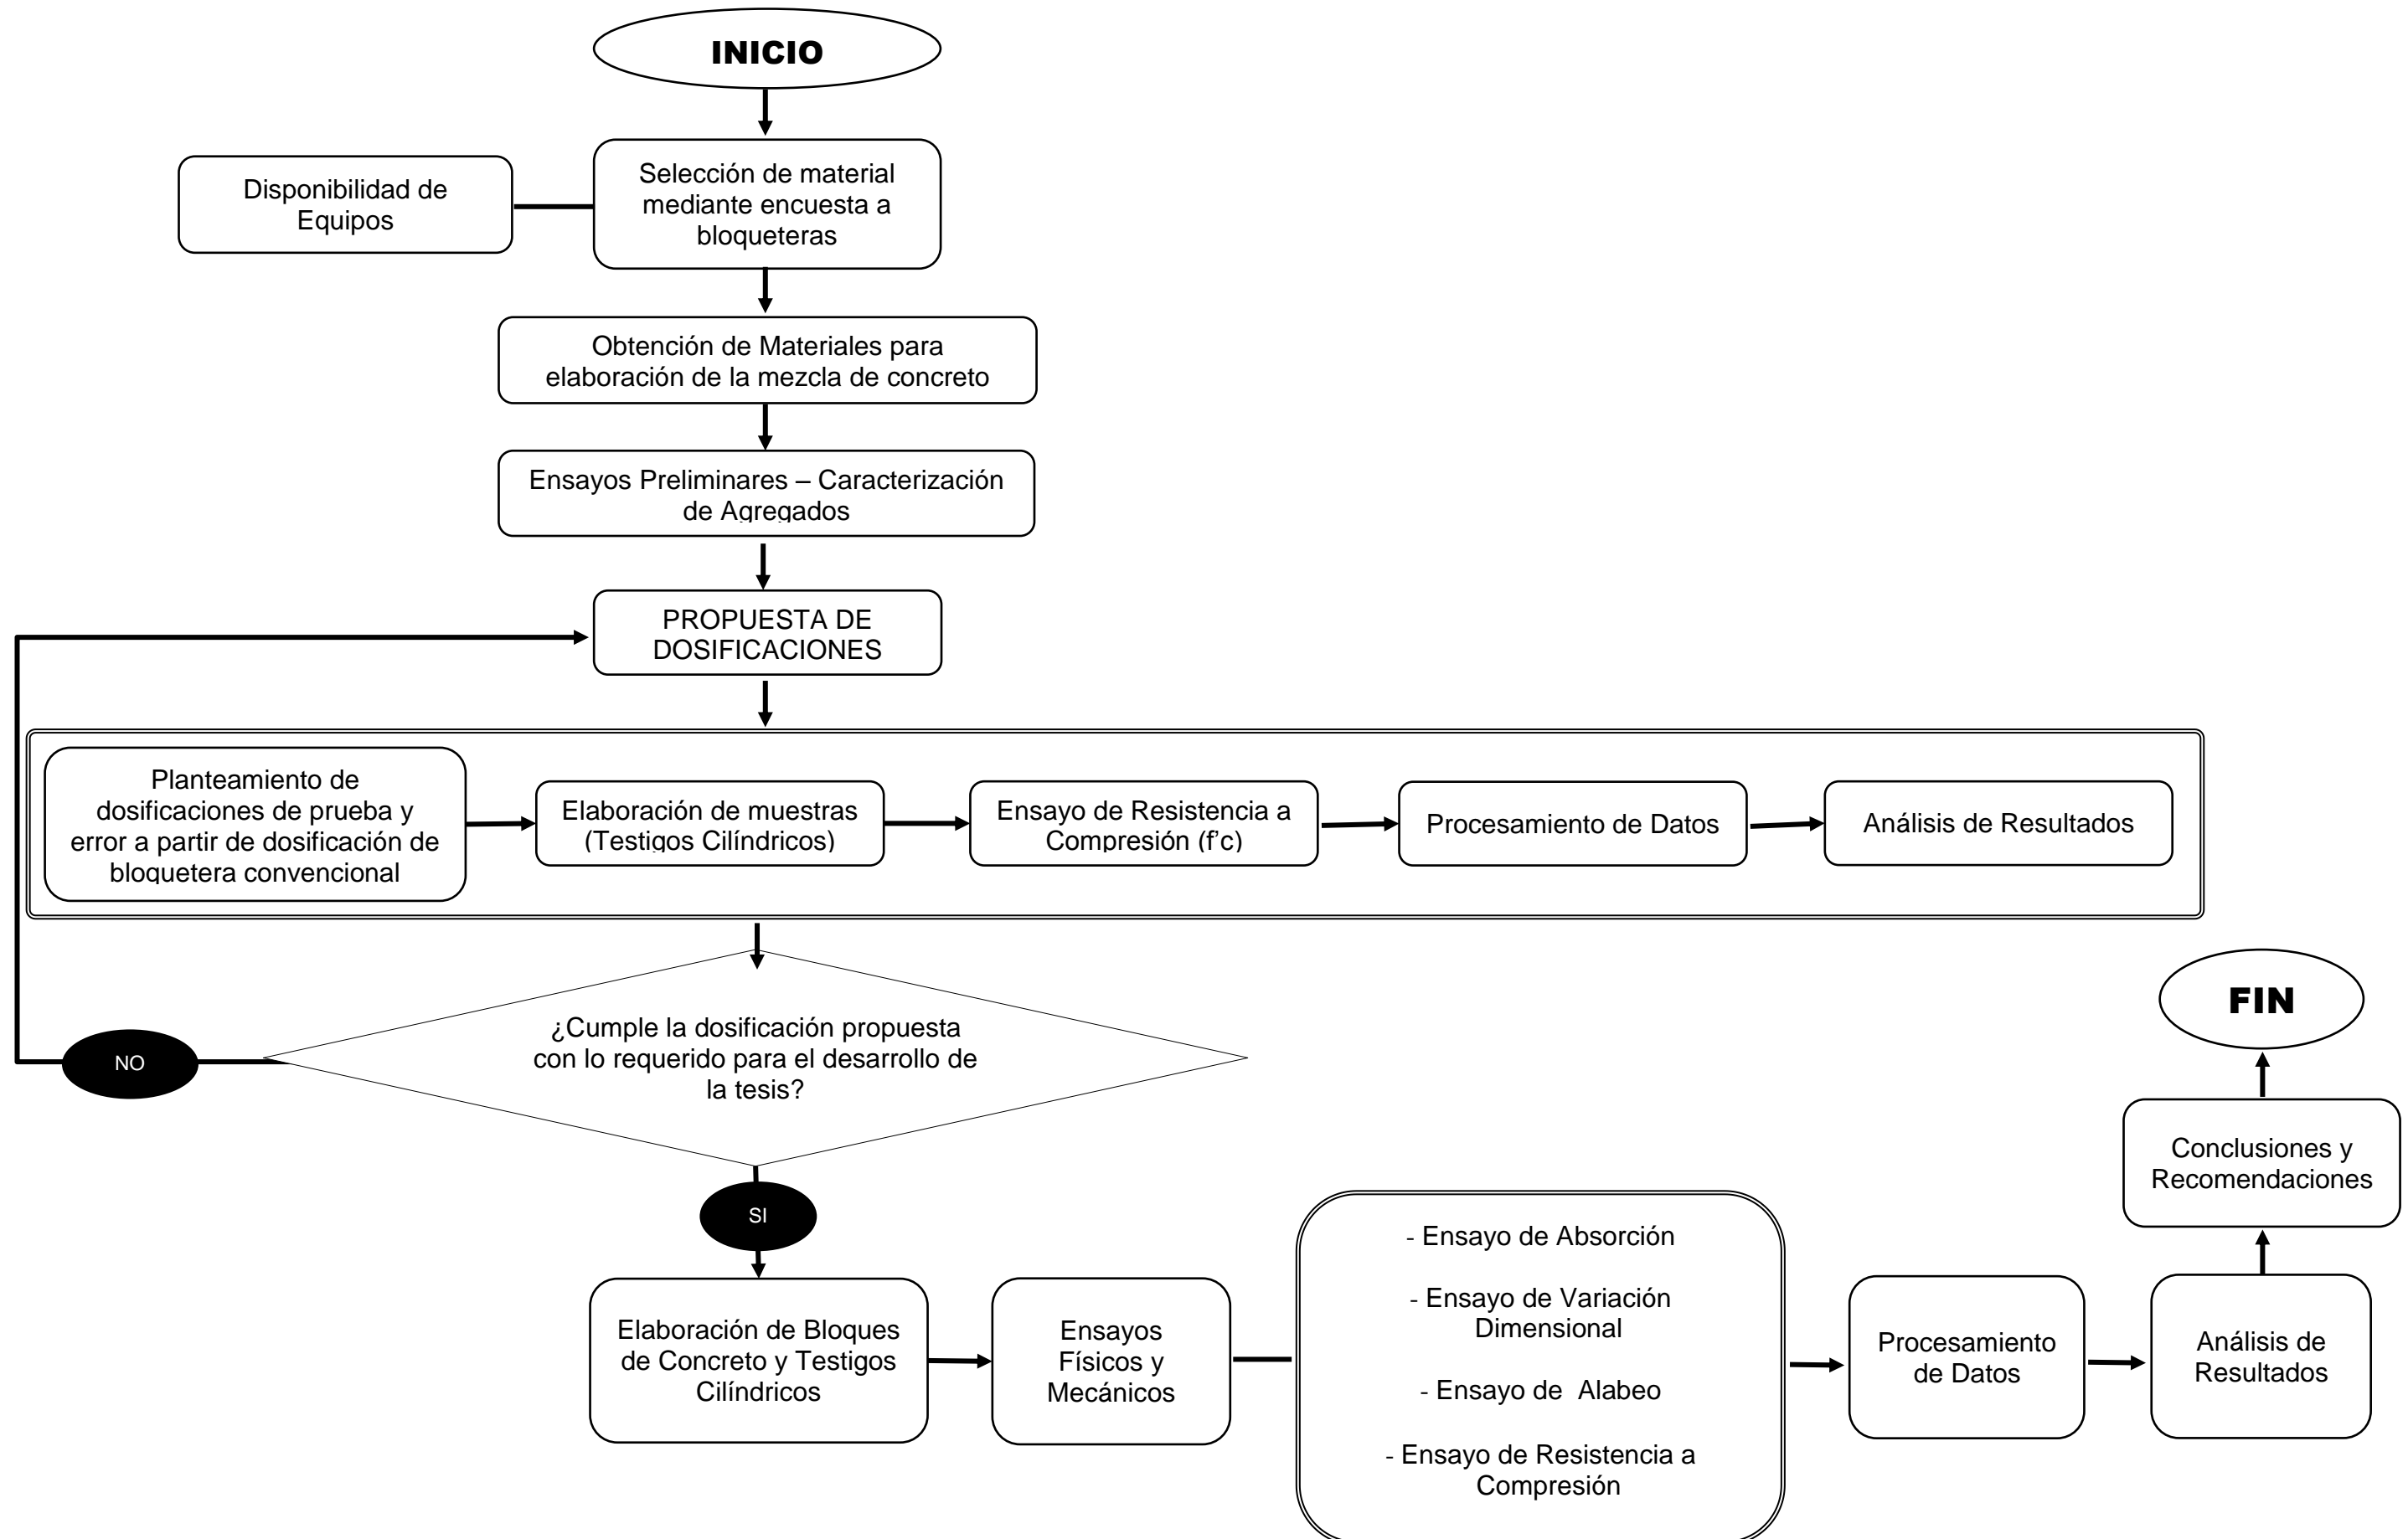 INICIO
Disponibilidad de
Equipos
Selección de material
mediante encuesta a
bloqueteras
Obtención de Materiales para
elaboración de la mezcla de concreto
Ensayos Preliminares – Caracterización
de Agregados
PROPUESTA DE
DOSIFICACIONES
Planteamiento de
dosificaciones de prueba y
error a partir de dosificación de
bloquetera convencional
Elaboración de muestras
(Testigos Cilíndricos)
Ensayo de Resistencia a
Compresión (f’c)
Procesamiento de Datos
Análisis de Resultados
¿Cumple la dosificación propuesta
con lo requerido para el desarrollo de
la tesis?
NO
SI
Elaboración de Bloques
de Concreto y Testigos
Cilíndricos
Ensayos
Físicos y
Mecánicos
- Ensayo de Absorción
- Ensayo de Variación
Dimensional
- Ensayo de  Alabeo
- Ensayo de Resistencia a
Compresión
Procesamiento
de Datos
Análisis de
Resultados
Conclusiones y
Recomendaciones
FIN